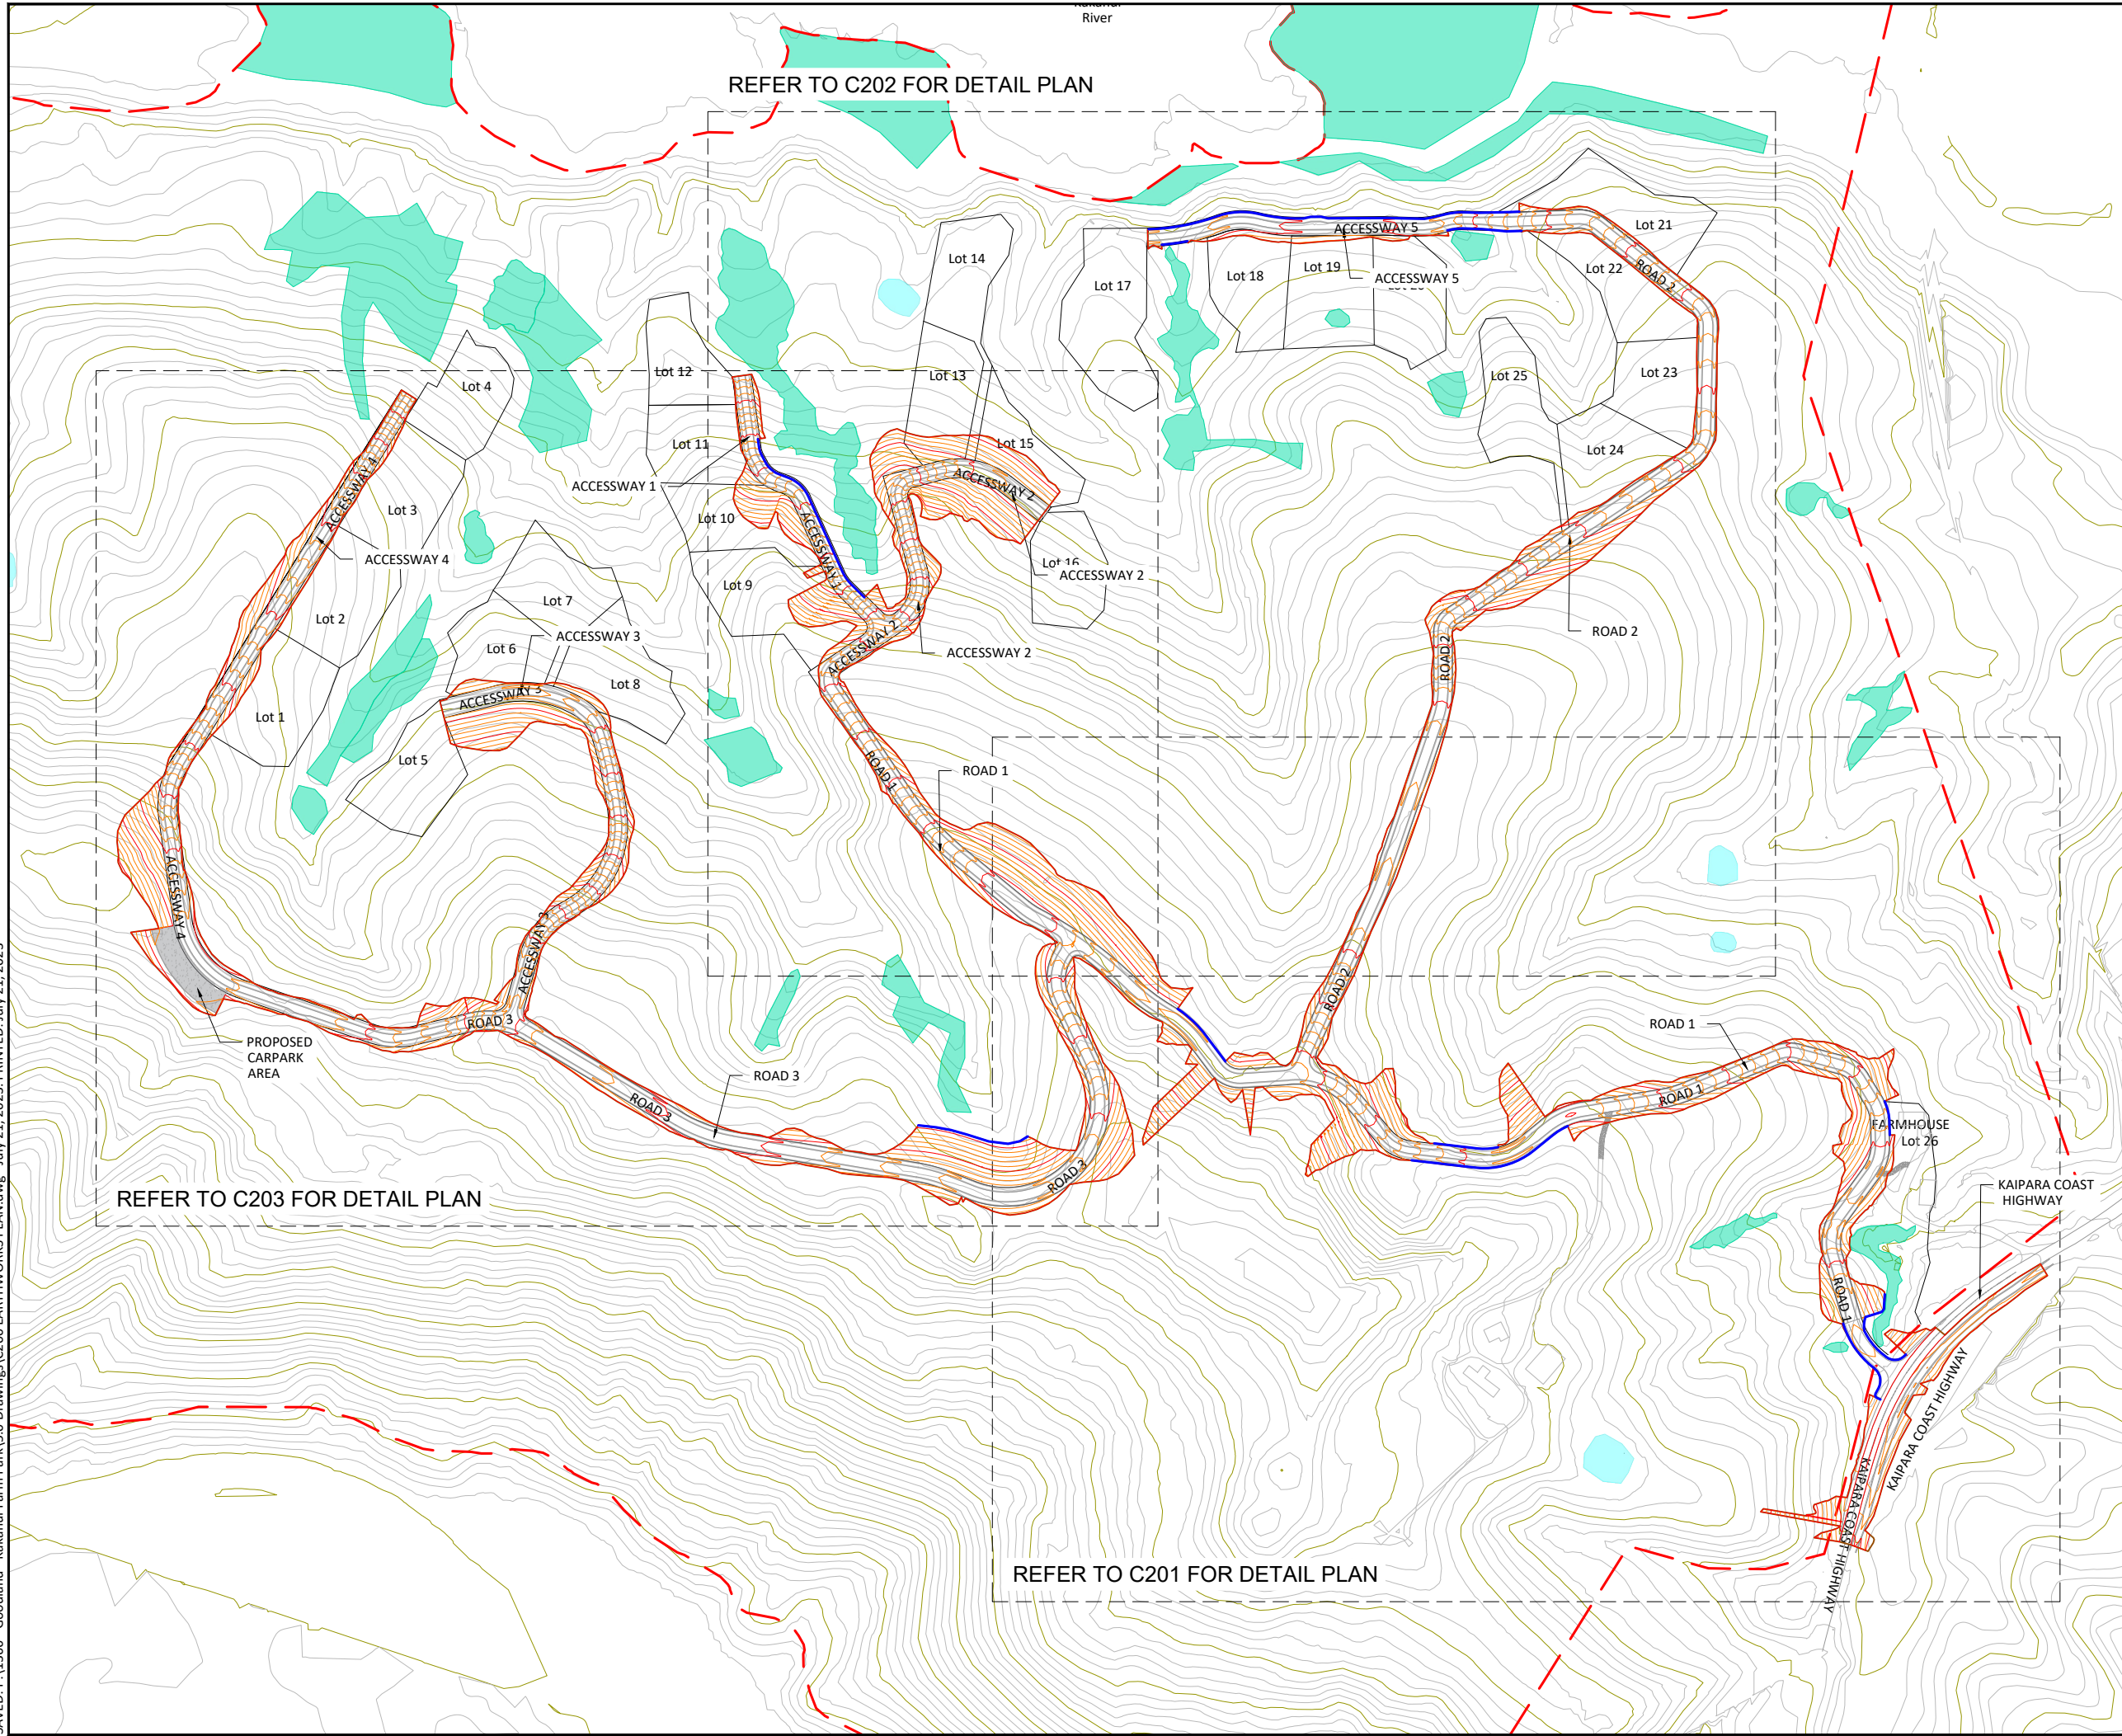 River
REFER TO C202 FOR DETAIL PLAN
Lot 21
ACCESSWAY 5
Lot 14
Lot 22
Lot 19
ROAD 2
Lot 18
ACCESSWAY 5
Lot 17
Lot 12
Lot 13
Lot 25
Lot 23
Lot 4
Lot 11
Lot 15
Lot 24
ACCESSWAY 4
ACCESSWAY 1
ACCESSWAY 2
Lot 3
Lot 10
ACCESSWAY 1
ACCESSWAY 4
Lot 16
ACCESSWAY 2
Lot 9
Lot 7
Lot 2
ACCESSWAY 3
ROAD 2
Lot 6
ACCESSWAY 2
ACCESSWAY 2
ROAD 2
Lot 8
ACCESSWAY 3
Lot 1
Lot 5
ROAD 1
ROAD 1
ACCESSWAY 4
ACCESSWAY 3
ROAD 2
ROAD 3
ROAD 1
PROPOSED
CARPARK
AREA
ROAD 3
ROAD 3
ROAD 1
FARMHOUSE
Lot 26
ROAD 3
KAIPARA COAST
HIGHWAY
REFER TO C203 FOR DETAIL PLAN
ROAD 1
KAIPARA COAST HIGHWAY
KAIPARA COAST HIGHWAY
REFER TO C201 FOR DETAIL PLAN